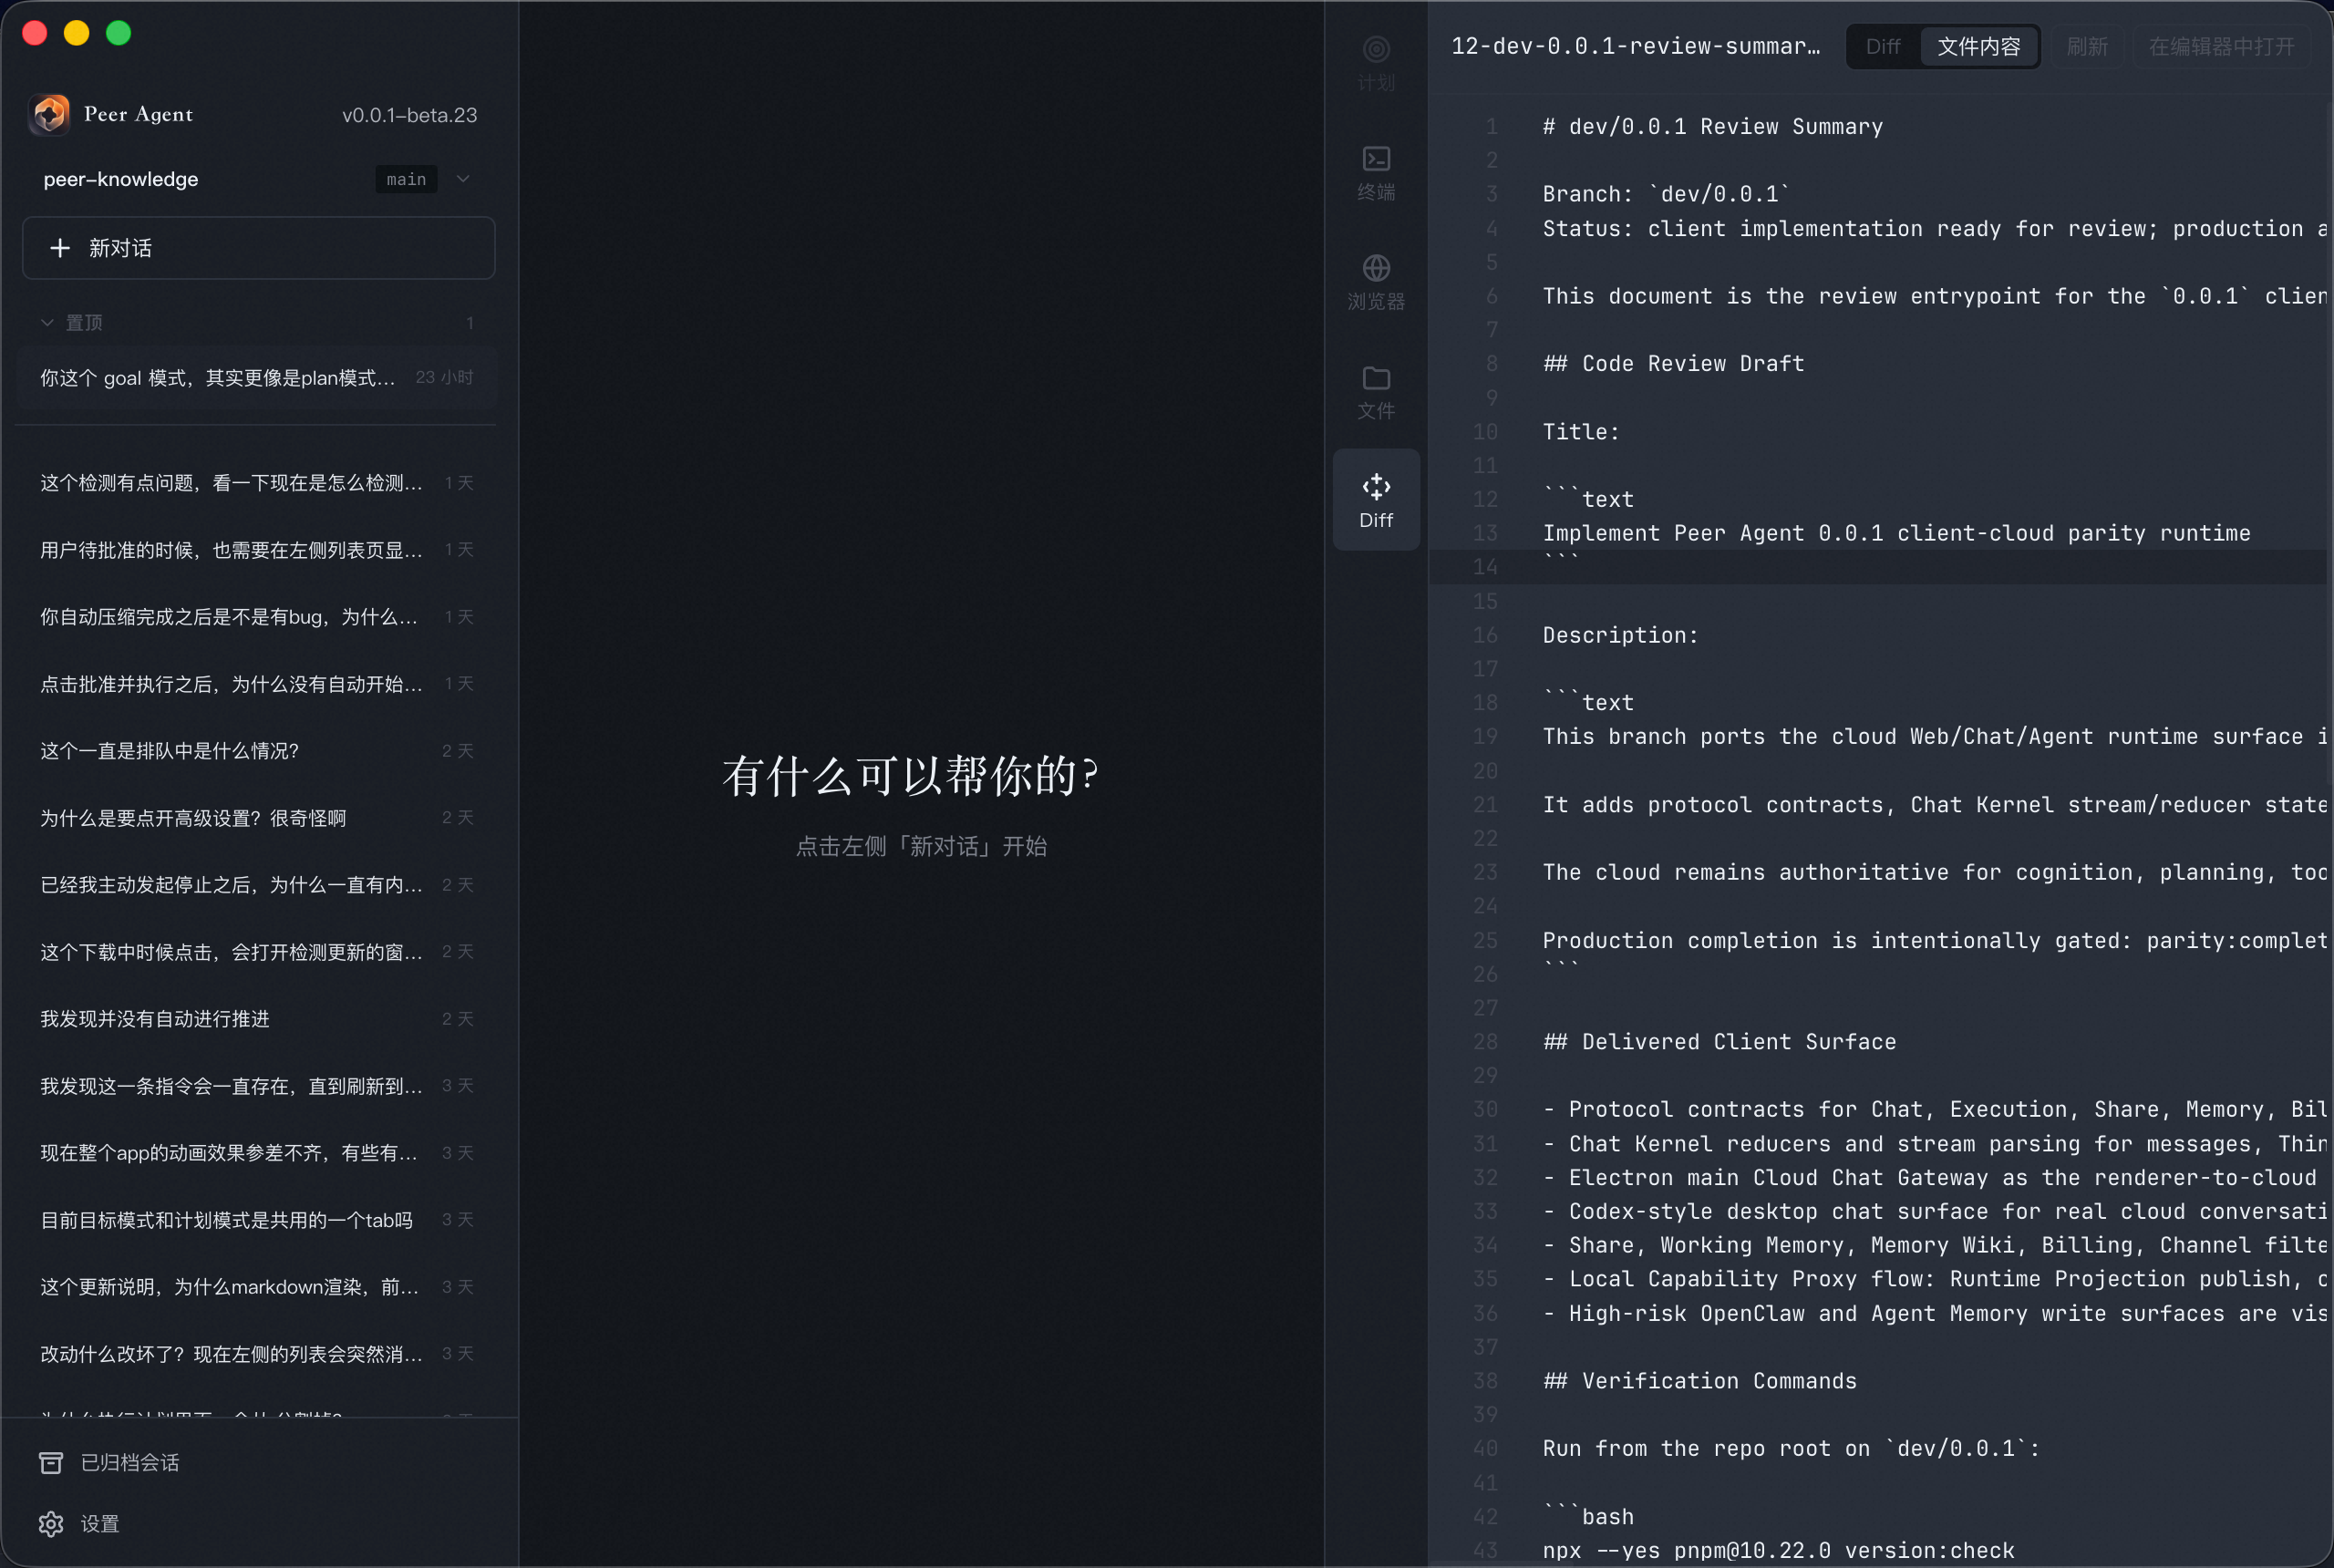 Peer Agent
v0.0.1-beta.23
peer-knowledge
main
新对话
置顶
1
你这个 goal 模式，其实更像是plan模式…
23 小时
这个检测有点问题，看一下现在是怎么检测…
1 天
用户待批准的时候，也需要在左侧列表页显…
1 天
你自动压缩完成之后是不是有bug，为什么…
1 天
点击批准并执行之后，为什么没有自动开始…
1 天
这个一直是排队中是什么情况？
2 天
为什么是要点开高级设置？很奇怪啊
2 天
已经我主动发起停止之后，为什么一直有内…
2 天
这个下载中时候点击，会打开检测更新的窗…
2 天
我发现并没有自动进行推进
2 天
我发现这一条指令会一直存在，直到刷新到…
3 天
现在整个app的动画效果参差不齐，有些有…
3 天
目前目标模式和计划模式是共用的一个tab吗
3 天
这个更新说明，为什么markdown渲染，前…
3 天
改动什么改坏了？现在左侧的列表会突然消…
3 天
已归档会话
设置
有什么可以帮你的？
点击左侧「新对话」开始
计划
终端
浏览器
文件
Diff
12-dev-0.0.1-review-summar…
Diff
文件内容
刷新
在编辑器中打开
1 # dev/0.0.1 Review Summary
2
3 Branch: `dev/0.0.1`
4 Status: client implementation ready for review; production a
5
6 This document is the review entrypoint for the `0.0.1` clien
7
8 ## Code Review Draft
9
10 Title:
11
12 ```text
13 Implement Peer Agent 0.0.1 client-cloud parity runtime
14 ```
15
16 Description:
17
18 ```text
19 This branch ports the cloud Web/Chat/Agent runtime surface i
20
21 It adds protocol contracts, Chat Kernel stream/reducer state
22
23 The cloud remains authoritative for cognition, planning, too
24
25 Production completion is intentionally gated: parity:complet
26 ```
27
28 ## Delivered Client Surface
29
30 - Protocol contracts for Chat, Execution, Share, Memory, Bil
31 - Chat Kernel reducers and stream parsing for messages, Thin
32 - Electron main Cloud Chat Gateway as the renderer-to-cloud
33 - Codex-style desktop chat surface for real cloud conversati
34 - Share, Working Memory, Memory Wiki, Billing, Channel filte
35 - Local Capability Proxy flow: Runtime Projection publish, c
36 - High-risk OpenClaw and Agent Memory write surfaces are vis
37
38 ## Verification Commands
39
40 Run from the repo root on `dev/0.0.1`:
41
42 ```bash
43 npx --yes pnpm@10.22.0 version:check